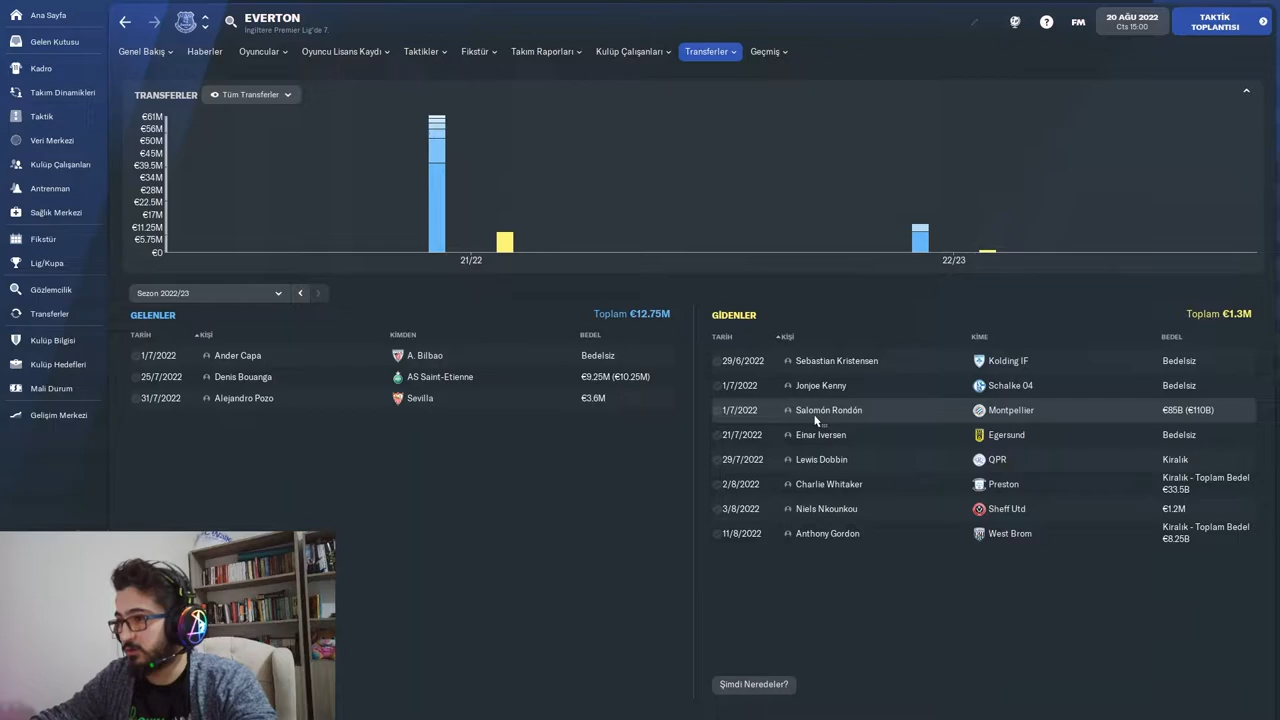 Ana Sayfa
Gelen Kutusu
Kadro
Takım Dinamikleri
Taktik
Veri Merkezi
Kulüp Çalışanları
Antrenman
Sağlık Merkezi
Fikstür
Lig/Kupa
Gözlemcilik
Transferler
Kulüp Bilgisi
Kulüp Hedefleri
Mali Durum
Gelişim Merkezi
EVERTON
İngiltere Premier Lig'de 7.
FM
20 AĞU 2022
Cts 15:00
TAKTİK
TOPLANTISI
Genel Bakış Haberler Oyuncular Oyuncu Lisans Kaydı Taktikler Fikstür Takım Raporları Kulüp Çalışanları Transferler Geçmiş
TRANSFERLER Tüm Transferler
€61M
€56M
€50M
€45M
€39.5M
€34M
€28M
€22.5M
€17M
€11.25M
€5.75M
€0
21/22 22/23
Sezon 2022/23
GELENLER Toplam €12.75M
TARİH KİŞİ KİMDEN BEDEL
1/7/2022 Ander Capa A. Bilbao Bedelsiz
25/7/2022 Denis Bouanga AS Saint-Etienne €9.25M (€10.25M)
31/7/2022 Alejandro Pozo Sevilla €3.6M
GİDENLER Toplam €1.3M
TARİH KİŞİ KİME BEDEL
29/6/2022 Sebastian Kristensen Kolding IF Bedelsiz
1/7/2022 Jonjoe Kenny Schalke 04 Bedelsiz
1/7/2022 Salomón Rondón Montpellier €85B (€110B)
21/7/2022 Einar Iversen Egersund Bedelsiz
29/7/2022 Lewis Dobbin QPR Kiralık
2/8/2022 Charlie Whitaker Preston Kiralık - Toplam Bedel
€33.5B
3/8/2022 Niels Nkounkou Sheff Utd €1.2M
11/8/2022 Anthony Gordon West Brom Kiralık - Toplam Bedel
€8.25B
Şimdi Neredeler?